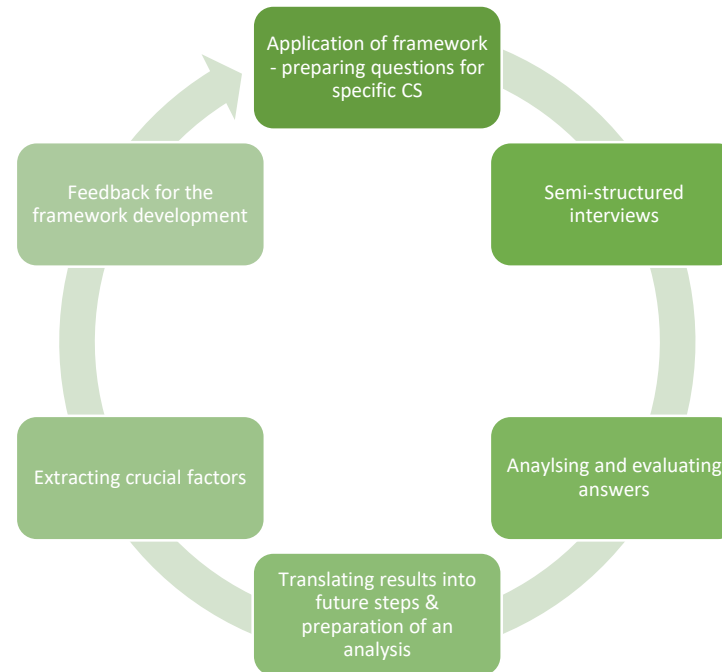 Application of framework
- preparing questions for
specific CS
Semi-structured
interviews
Anaylsing and evaluating
answers
Translating results into
future steps &
preparation of an
analysis
Extracting crucial factors
Feedback for the
framework development